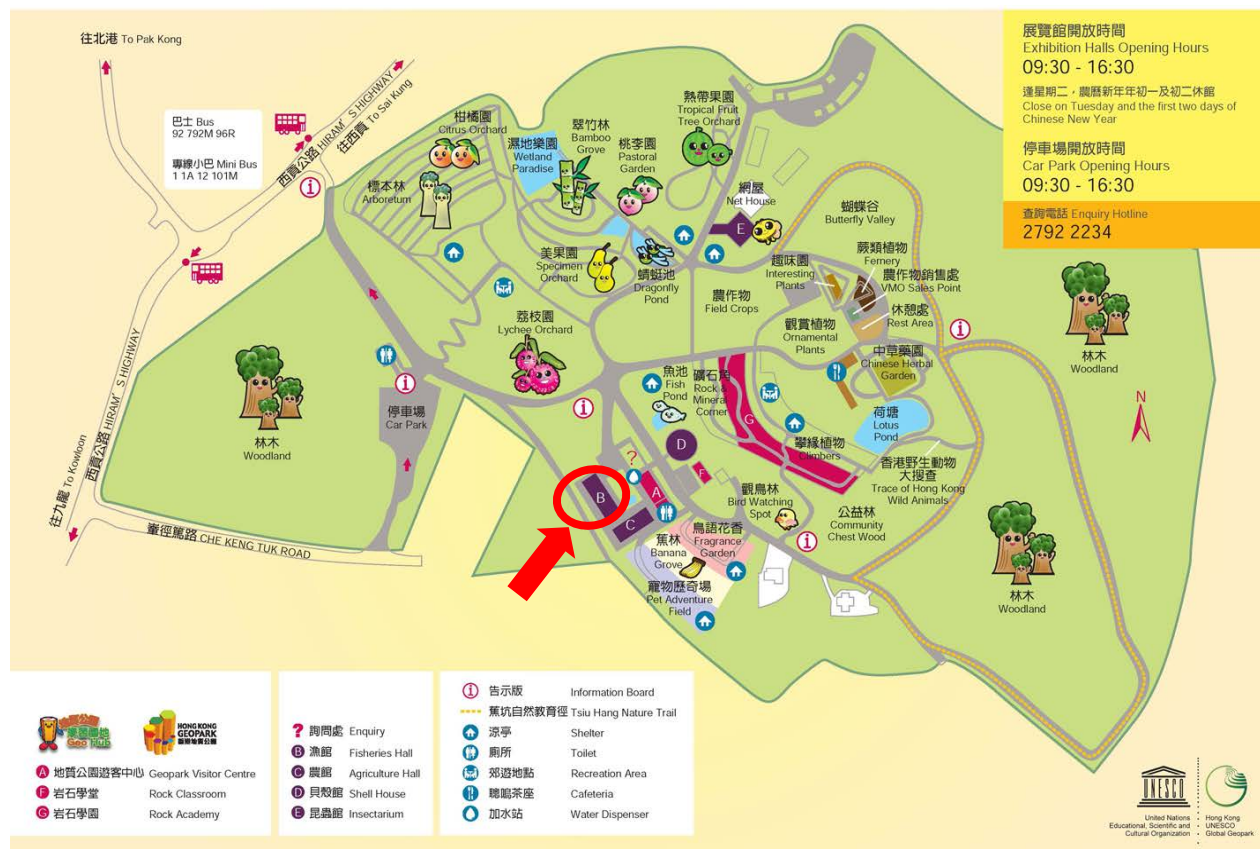 往北港 To Pak Kong
巴士 Bus
92 792M 96R
專線小巴 Mini Bus
1 1A 12 101M
西貢公路 HIRAM'S HIGHWAY
往西貢 To Sai Kung
展覽館開放時間
Exhibition Halls Opening Hours
09:30 - 16:30
逢星期二，農曆新年年初一及初二休館
Close on Tuesday and the first two days of
Chinese New Year
停車場開放時間
Car Park Opening Hours
09:30 - 16:30
查詢電話 Enquiry Hotline
2792 2234
柑橘園
Citrus Orchard
濕地樂園
Wetland
Paradise
翠竹林
Bamboo
Grove
桃李園
Pastoral
Garden
熱帶果園
Tropical Fruit
Tree Orchard
標本林
Arboretum
網屋
Net House
E
蝴蝶谷
Butterfly Valley
美果園
Specimen
Orchard
蜻蜓池
Dragonfly
Pond
趣味園
Interesting
Plants
蕨類植物
Fernery
農作物銷售處
VMO Sales Point
休憩處
Rest Area
農作物
Field Crops
觀賞植物
Ornamental
Plants
荔枝園
Lychee Orchard
中草藥園
Chinese Herbal
Garden
林木
Woodland
林木
Woodland
停車場
Car Park
魚池
Fish
Pond
礦石角
Rock &
Mineral
Corner
G
荷塘
Lotus
Pond
N
D
攀緣植物
Climbers
香港野生動物
大搜查
Trace of Hong Kong
Wild Animals
?
F
A
B
C
觀鳥林
Bird Watching
Spot
公益林
Community
Chest Wood
鳥語花香
Fragrance
Garden
蕉林
Banana
Grove
寵物歷奇場
Pet Adventure
Field
林木
Woodland
西貢公路 HIRAM'S HIGHWAY
往九龍 To Kowloon
輋徑篤路 CHE KENG TUK ROAD
地質公園
Geo Hub
HONG KONG
GEOPARK
A 地質公園遊客中心 Geopark Visitor Centre
F 岩石學堂 Rock Classroom
G 岩石學園 Rock Academy
? 詢問處 Enquiry
B 漁館 Fisheries Hall
C 農館 Agriculture Hall
D 貝殼館 Shell House
E 昆蟲館 Insectarium
i 告示版 Information Board
蕉坑自然教育徑 Tsiu Hang Nature Trail
涼亭 Shelter
廁所 Toilet
郊遊地點 Recreation Area
聰鳴茶座 Cafeteria
加水站 Water Dispenser
UNESCO
United Nations
Educational, Scientific and
Cultural Organization
Hong Kong
UNESCO
Global Geopark